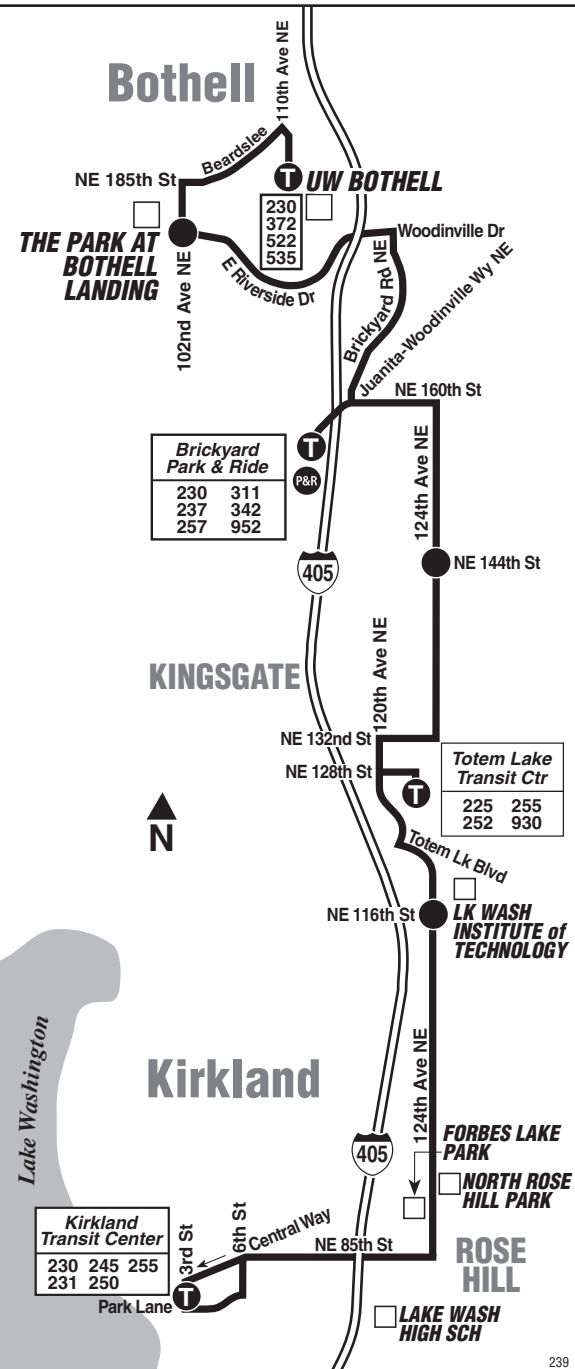 Bothell
110th Ave NE
Beardslee
NE 185th St
UW BOTHELL
T
230
372
522
535
THE PARK AT
BOTHELL
LANDING
102nd Ave NE
E Riverside Dr
Woodinville Dr
Brickyard Rd NE
Juanita-Woodinville Wy NE
NE 160th St
T
P&R
Brickyard
Park & Ride
230 311
237 342
257 952
124th Ave NE
405
NE 144th St
KINGSGATE
120th Ave NE
NE 132nd St
NE 128th St
T
Totem Lake
Transit Ctr
225 255
252 930
N
Totem Lk Blvd
NE 116th St
LK WASH
INSTITUTE of
TECHNOLOGY
Lake Washington
Kirkland
124th Ave NE
405
FORBES LAKE
PARK
NORTH ROSE
HILL PARK
Kirkland
Transit Center
230 245 255
231 250
3rd St
6th St
Central Way
NE 85th St
ROSE
HILL
T
Park Lane
LAKE WASH
HIGH SCH
239